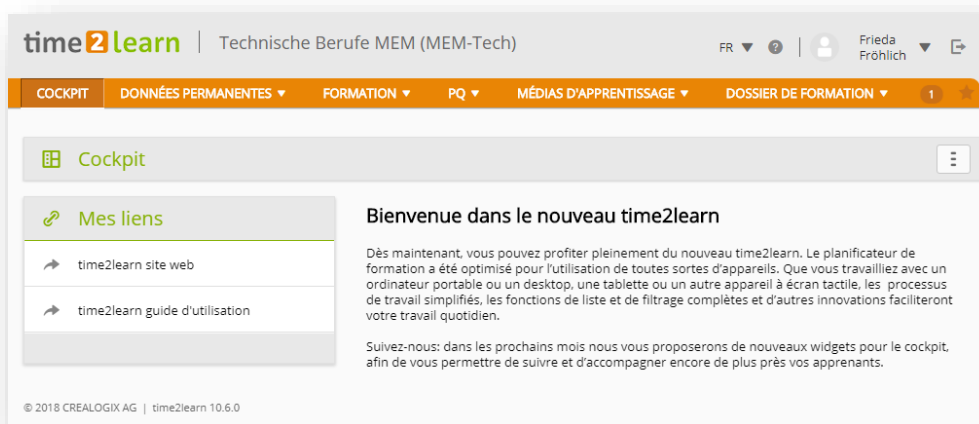 time2learn | Technische Berufe MEM (MEM-Tech)
FR ? | Frieda Fröhlich
COCKPIT DONNÉES PERMANENTES FORMATION PQ MÉDIAS D'APPRENTISSAGE DOSSIER DE FORMATION 1
Cockpit
Mes liens
time2learn site web
time2learn guide d'utilisation
Bienvenue dans le nouveau time2learn
Dès maintenant, vous pouvez profiter pleinement du nouveau time2learn. Le planificateur de
formation a été optimisé pour l'utilisation de toutes sortes d'appareils. Que vous travailliez avec un
ordinateur portable ou un desktop, une tablette ou un autre appareil à écran tactile, les processus
de travail simplifiés, les fonctions de liste et de filtrage complètes et d'autres innovations faciliteront
votre travail quotidien.
Suivez-nous: dans les prochains mois nous vous proposerons de nouveaux widgets pour le cockpit,
afin de vous permettre de suivre et d'accompagner encore de plus près vos apprenants.
© 2018 CREALOGIX AG | time2learn 10.6.0